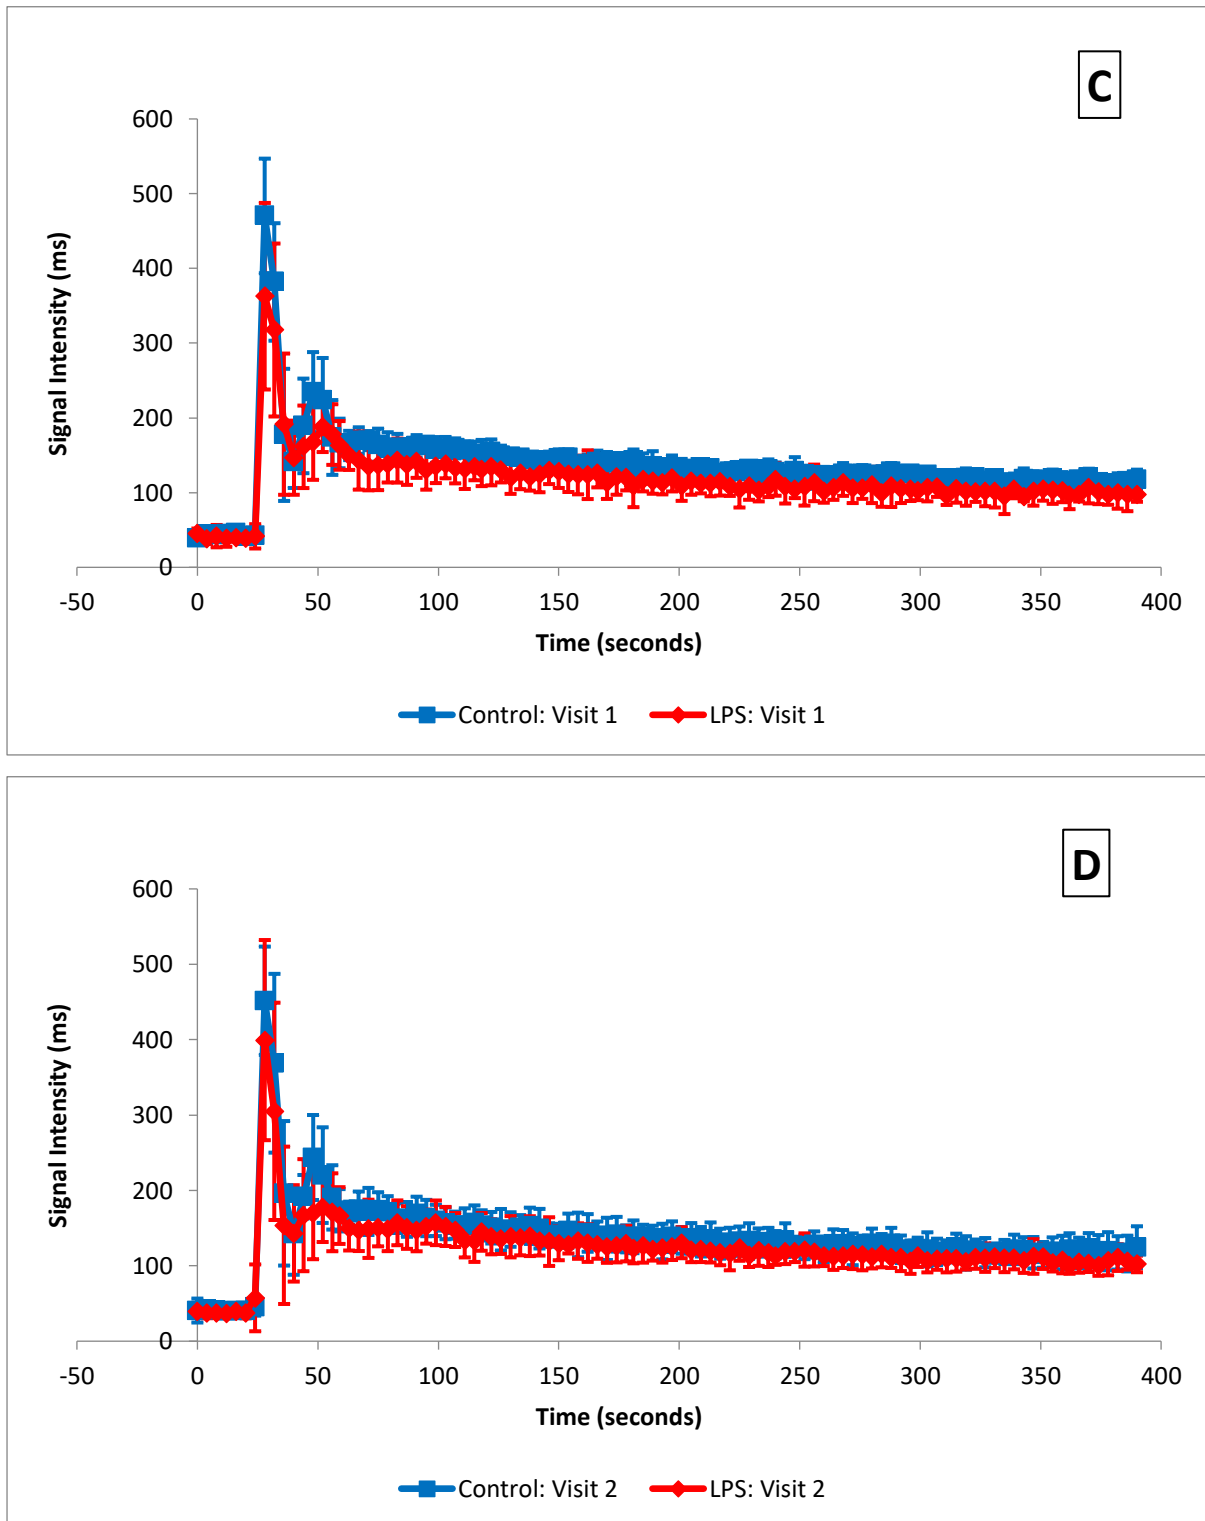 C
600
500
400
300
200
100
0
Signal Intensity (ms)
-50 0 50 100 150 200 250 300 350 400
Time (seconds)
Control: Visit 1 LPS: Visit 1
D
600
500
400
300
200
100
0
Signal Intensity (ms)
-50 0 50 100 150 200 250 300 350 400
Time (seconds)
Control: Visit 2 LPS: Visit 2